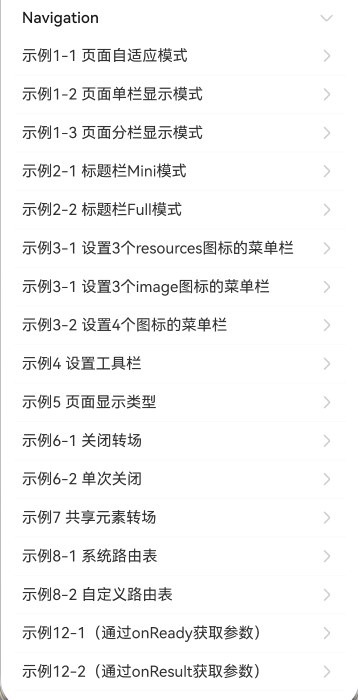 Navigation
示例1-1 页面自适应模式
示例1-2 页面单栏显示模式
示例1-3 页面分栏显示模式
示例2-1 标题栏Mini模式
示例2-2 标题栏Full模式
示例3-1 设置3个resources图标的菜单栏
示例3-1 设置3个image图标的菜单栏
示例3-2 设置4个图标的菜单栏
示例4 设置工具栏
示例5 页面显示类型
示例6-1 关闭转场
示例6-2 单次关闭
示例7 共享元素转场
示例8-1 系统路由表
示例8-2 自定义路由表
示例12-1（通过onReady获取参数）
示例12-2（通过onResult获取参数）